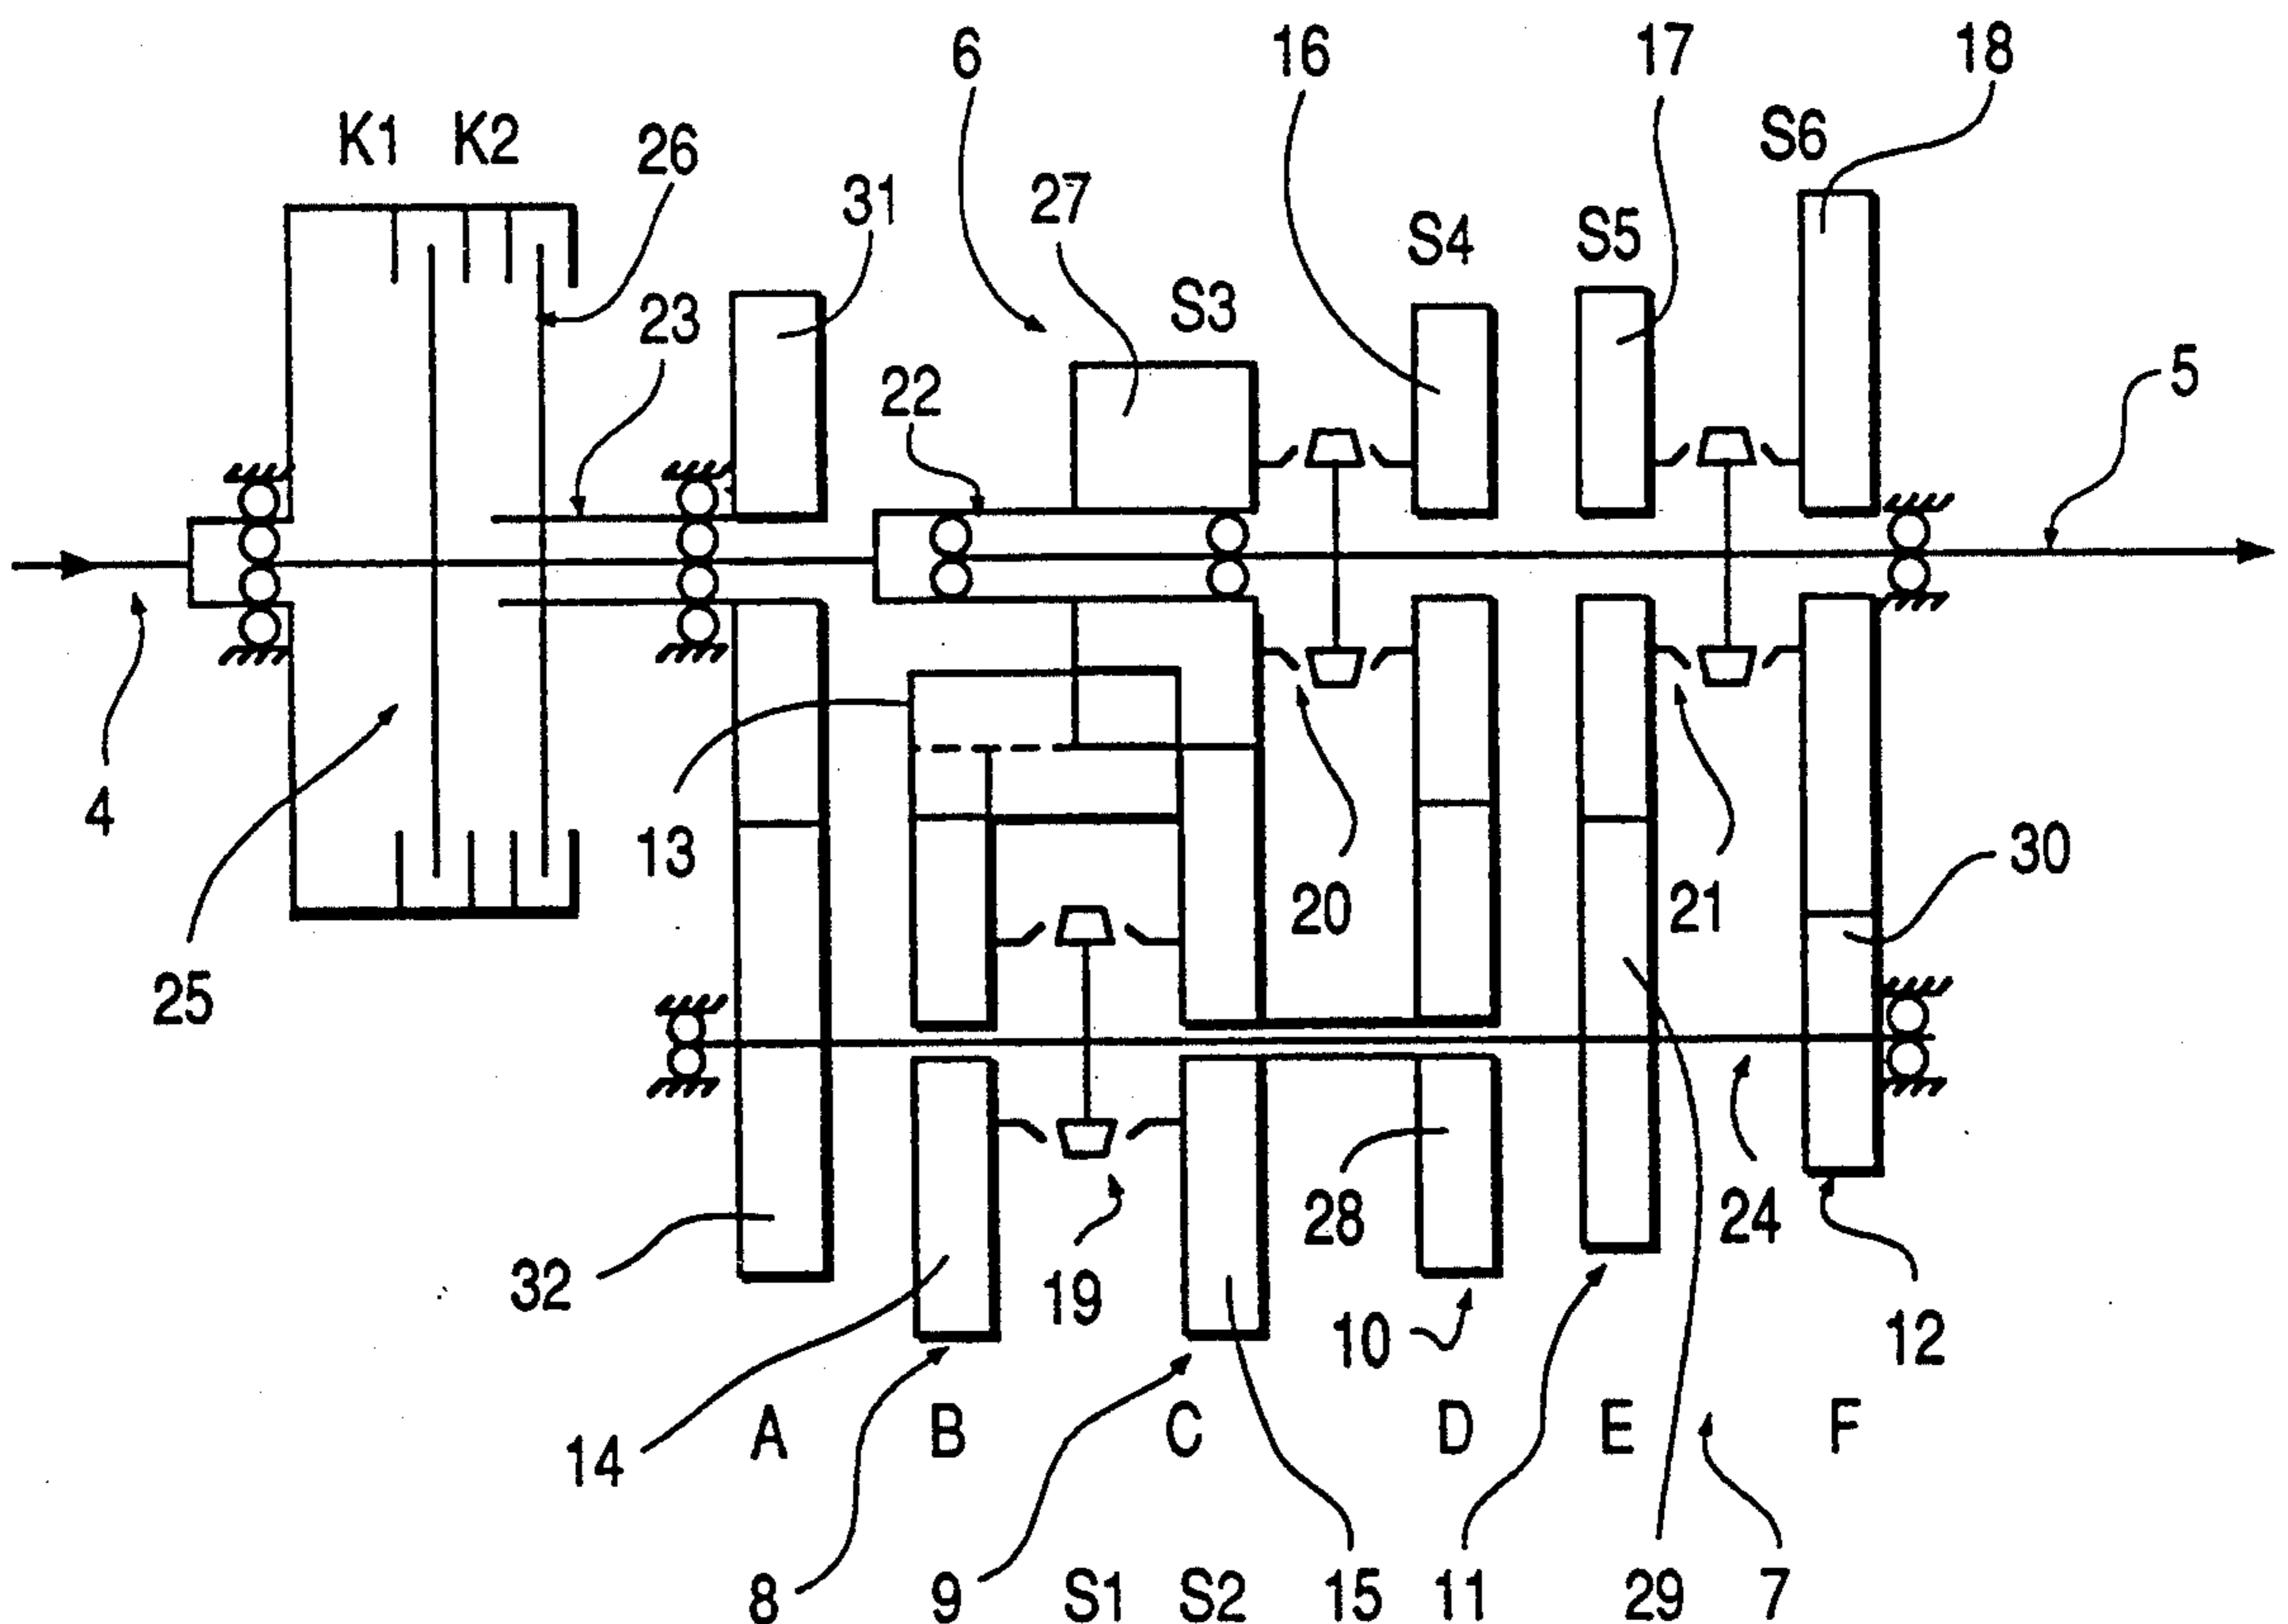 6 16 17 18
K1 K2 26 S6
31 27 S4 S5
23 S3
22 5
4 13 20 21 30
25
32 19 28 24
10 12
14 A B C D E F
8 9 S1 S2 15 11 29 7